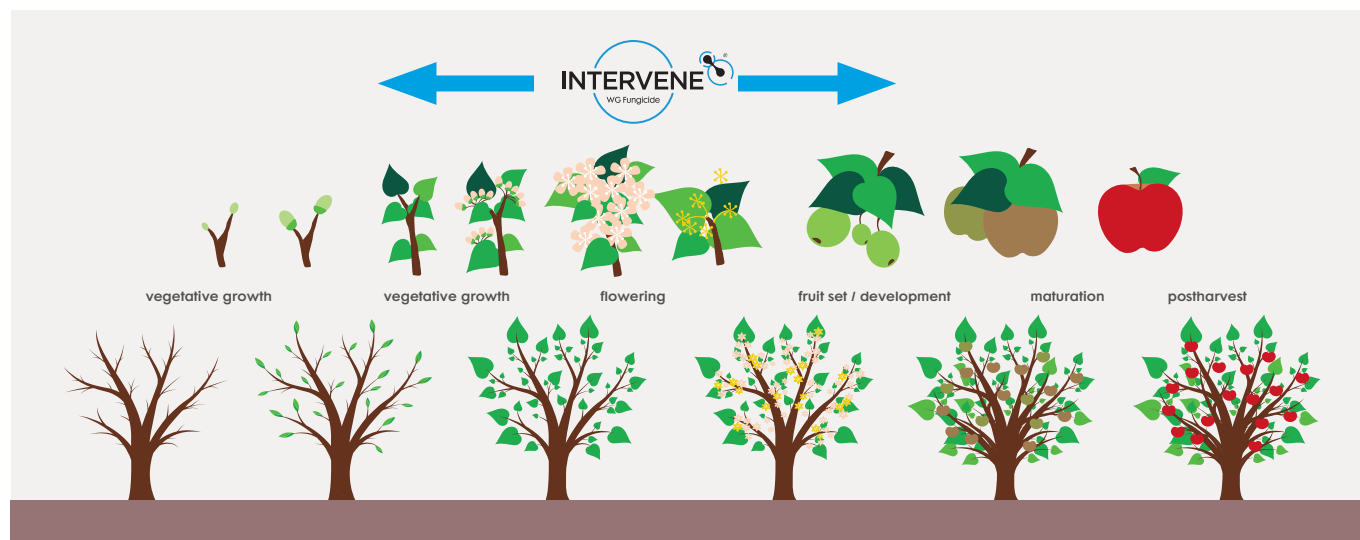 INTERVENE®
WG Fungicide
vegetative growth
vegetative growth
flowering
fruit set / development
maturation
postharvest